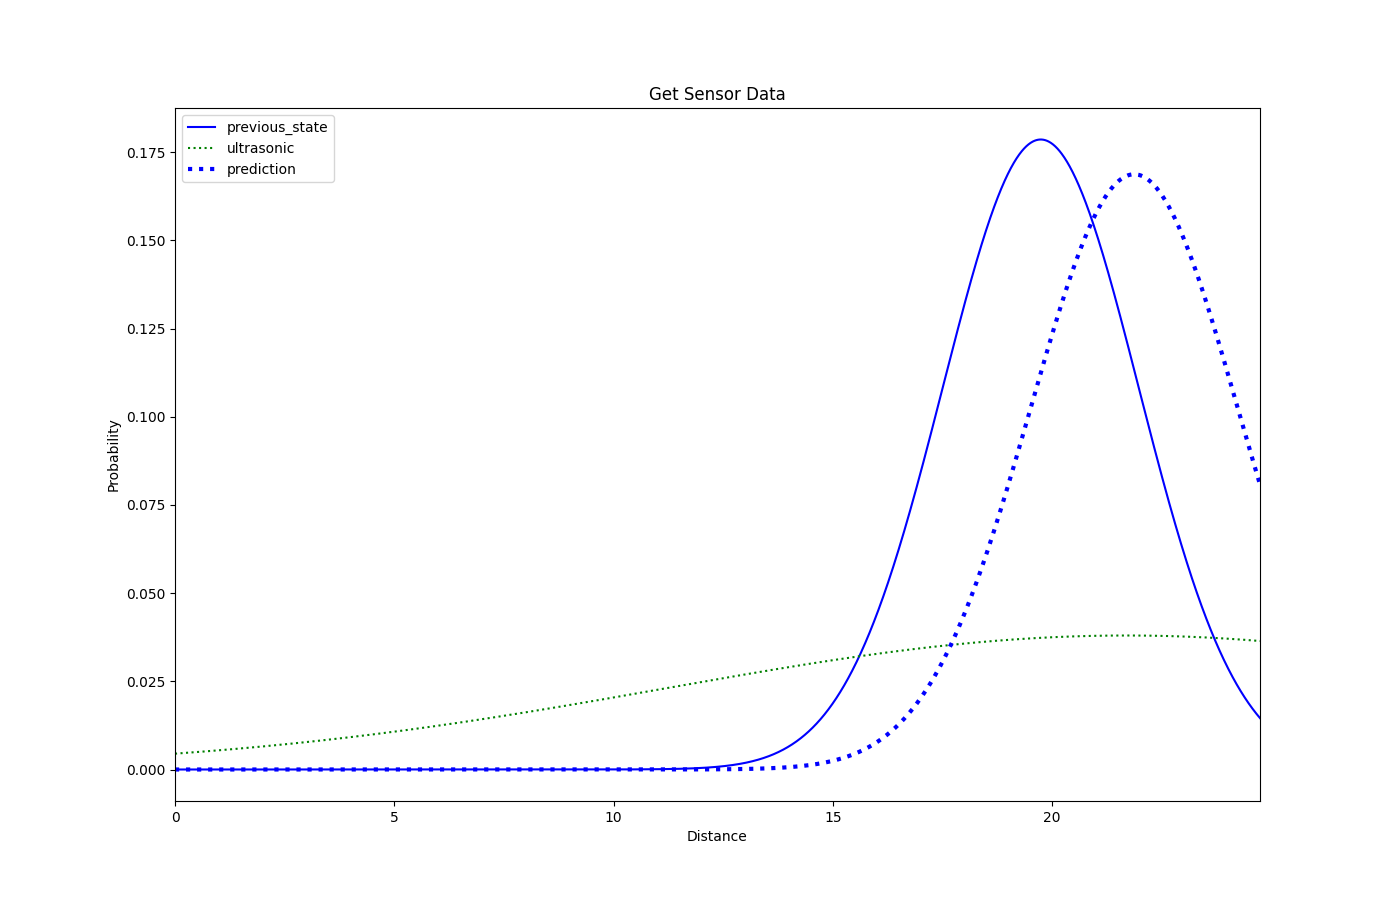 Get Sensor Data
previous_state
ultrasonic
prediction
0.175
0.150
0.125
0.100
0.075
0.050
0.025
0.000
Probability
0 5 10 15 20
Distance